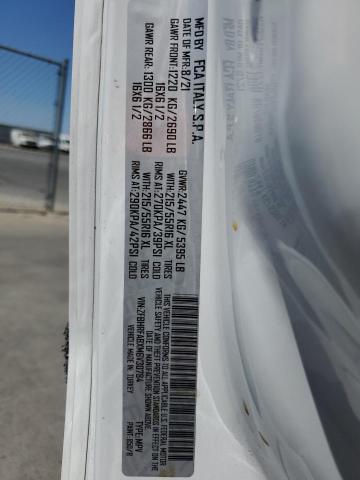 MFD BY FCA ITALY S.P.A.
DATE OF MFR:8/21 GVWR:2447 KG/5395 LB
GAWR FRONT:1220 KG/2690 LB WITH:215/55R16 XL TIRES
16X6 1/2 RIMS AT:270KPA/39PSI COLD
GAWR REAR: 1300 KG/2866 LB WITH:215/55R16 XL TIRES
16X6 1/2 RIMS AT:290KPA/42PSI COLD
THIS VEHICLE CONFORMS TO ALL APPLICABLE U.S. FEDERAL MOTOR
VEHICLE SAFETY AND THEFT PREVENTION STANDARDS IN EFFECT ON THE
DATE OF MANUFACTURE SHOWN ABOVE.
TYPE:MPV
MADE IN: TURKEY